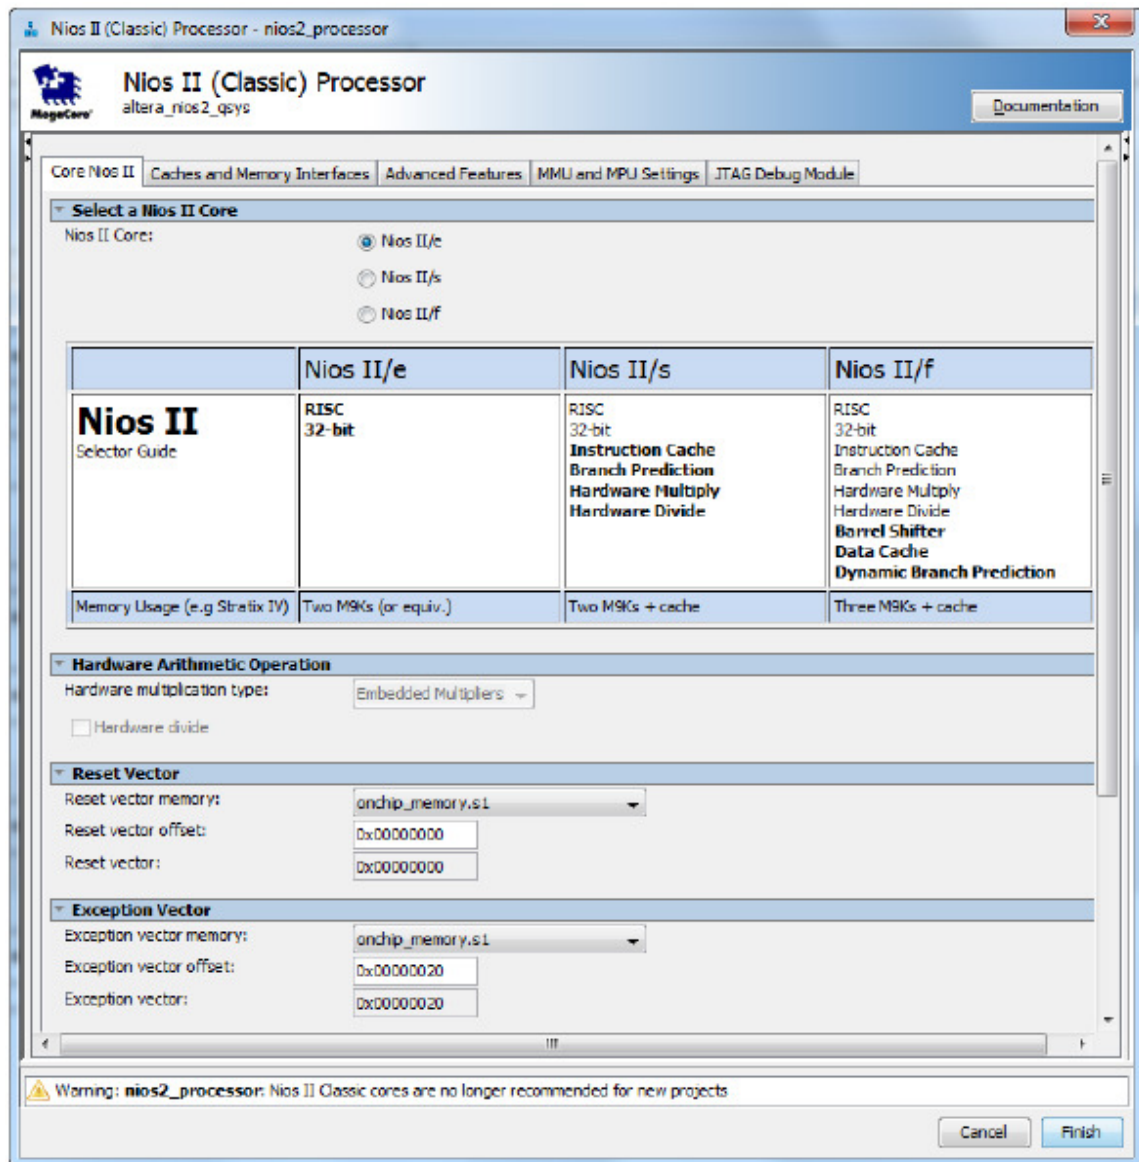 Nios II (Classic) Processor - nios2_processor
Nios II (Classic) Processor
altera_nios2_qsys
MegaCore®
Documentation
Core Nios II Caches and Memory Interfaces Advanced Features MMU and MPU Settings JTAG Debug Module
Select a Nios II Core
Nios II Core:
Nios II/e
Nios II/s
Nios II/f
Nios II/e Nios II/s Nios II/f
Nios II
Selector Guide
RISC
32-bit
RISC
32-bit
Instruction Cache
Branch Prediction
Hardware Multiply
Hardware Divide
RISC
32-bit
Instruction Cache
Branch Prediction
Hardware Multiply
Hardware Divide
Barrel Shifter
Data Cache
Dynamic Branch Prediction
Memory Usage (e.g Stratix IV) Two M9Ks (or equiv.) Two M9Ks + cache Three M9Ks + cache
Hardware Arithmetic Operation
Hardware multiplication type: Embedded Multipliers
Hardware divide
Reset Vector
Reset vector memory: onchip_memory.s1
Reset vector offset: 0x00000000
Reset vector: 0x00000000
Exception Vector
Exception vector memory: onchip_memory.s1
Exception vector offset: 0x00000020
Exception vector: 0x00000020
Warning: nios2_processor: Nios II Classic cores are no longer recommended for new projects
Cancel Finish